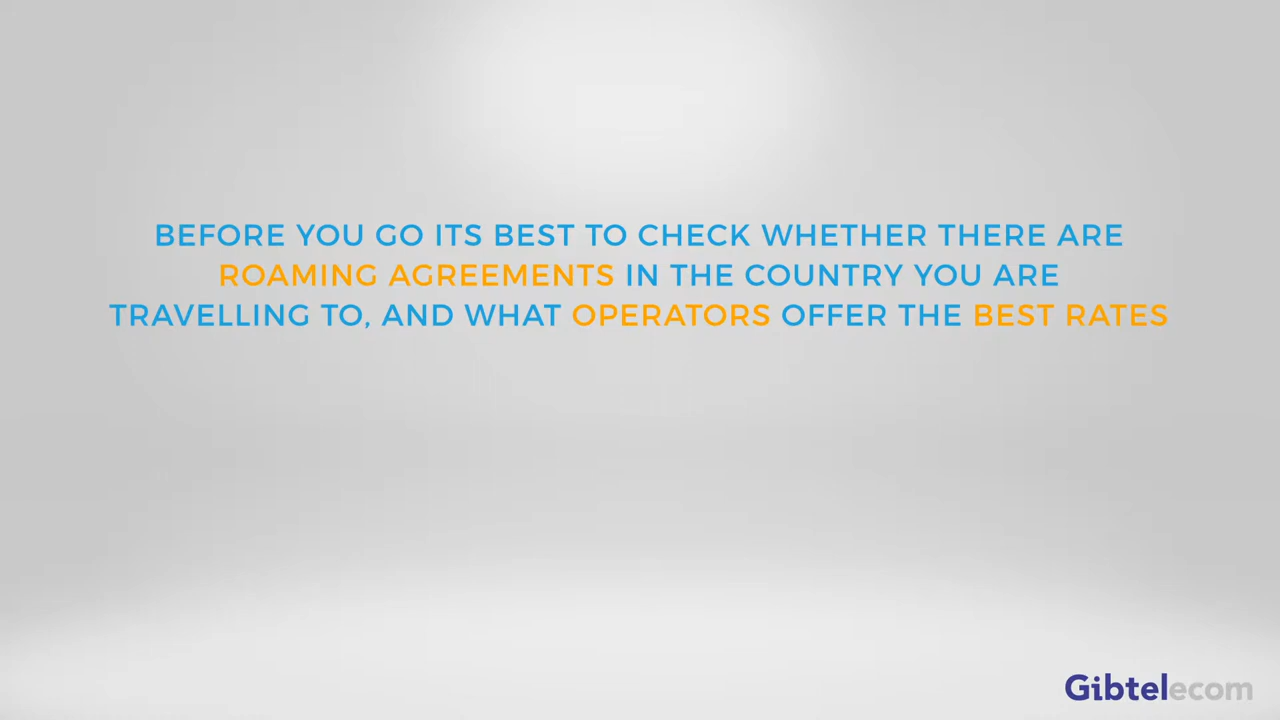 BEFORE YOU GO ITS BEST TO CHECK WHETHER THERE ARE
ROAMING AGREEMENTS IN THE COUNTRY YOU ARE
TRAVELLING TO, AND WHAT OPERATORS OFFER THE BEST RATES
Gibtelecom